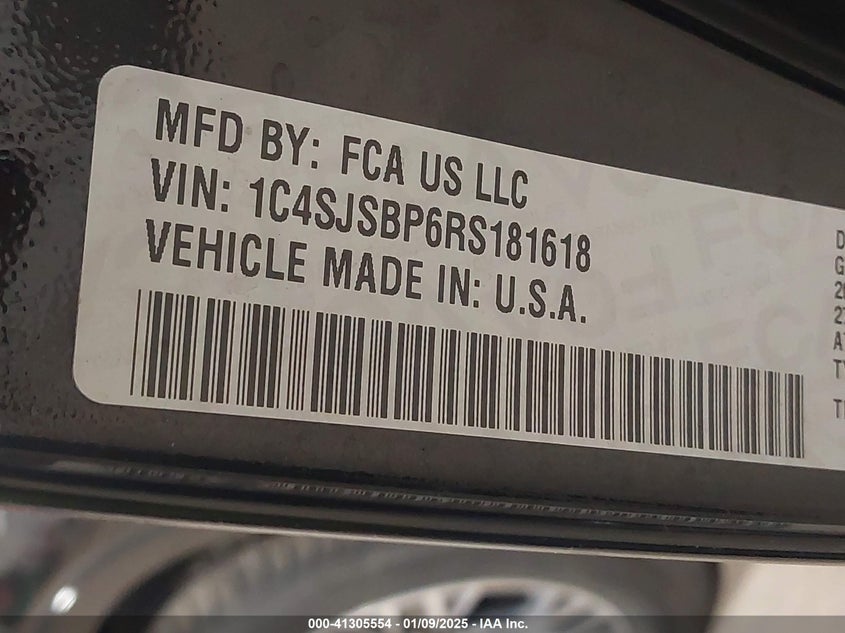 MFD BY: FCA US LLC
VIN: 1C4SJSBP6RS181618
VEHICLE MADE IN: U.S.A.
000-41305554 - 01/09/2025 - IAA Inc.